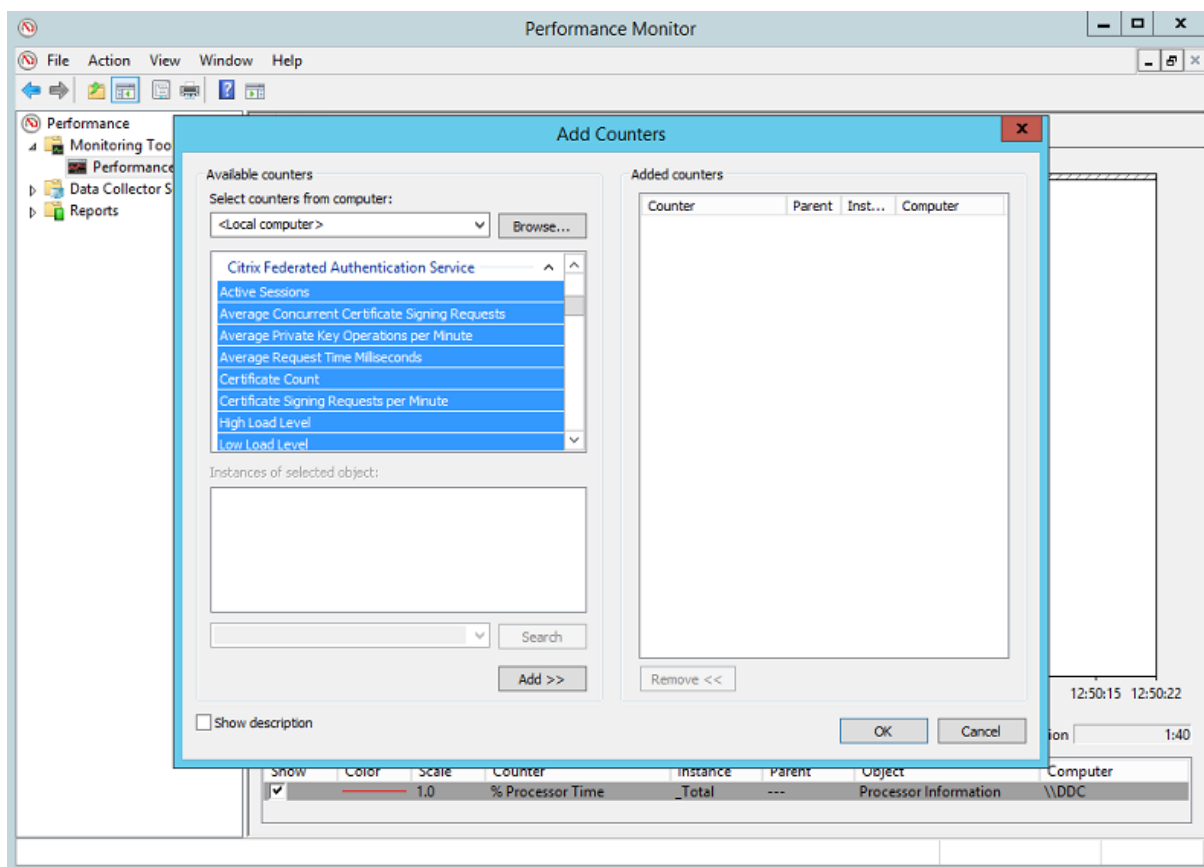 Performance Monitor
File Action View Window Help
Performance
Monitoring Too
Performance
Data Collector S
Reports
Add Counters
Available counters
Select counters from computer:
<Local computer>
Browse...
Citrix Federated Authentication Service
Active Sessions
Average Concurrent Certificate Signing Requests
Average Private Key Operations per Minute
Average Request Time Milliseconds
Certificate Count
Certificate Signing Requests per Minute
High Load Level
Low Load Level
Instances of selected object:
Search
Add >>
Show description
Added counters
Counter Parent Inst... Computer
Remove <<
OK Cancel
12:50:15 12:50:22
ion 1:40
Show Color Scale Counter Instance Parent Object Computer
1.0 % Processor Time _Total --- Processor Information \\DDC